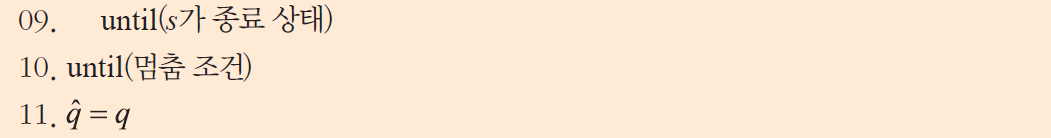 09. until(s가 종료 상태)
10. until(멈춤 조건)
11. q̂ = q